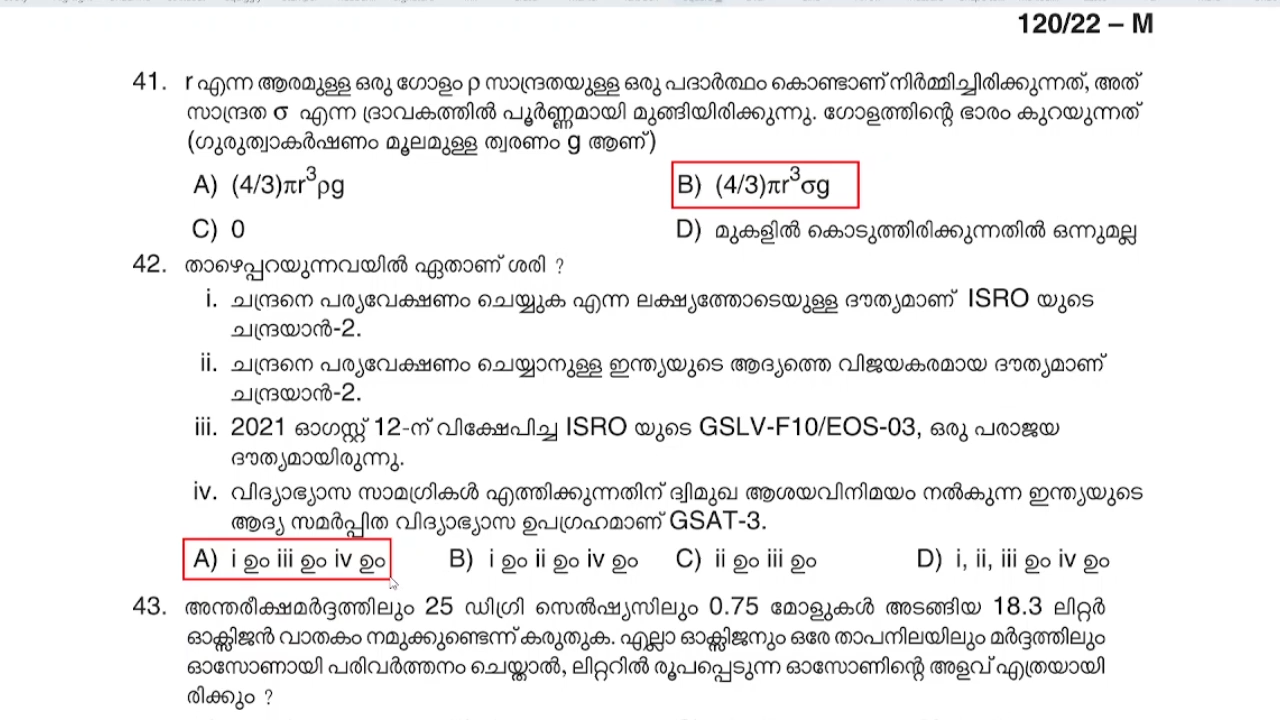 120/22 – M
41. r എന്ന ആരമുള്ള ഒരു ഗോളം ρ സാന്ദ്രതയുള്ള ഒരു പദാർത്ഥം കൊണ്ടാണ് നിർമ്മിച്ചിരിക്കുന്നത്, അത്
സാന്ദ്രത σ എന്ന ദ്രാവകത്തിൽ പൂർണ്ണമായി മുങ്ങിയിരിക്കുന്നു. ഗോളത്തിന്റെ ഭാരം കുറയുന്നത്
(ഗുരുത്വാകർഷണം മൂലമുള്ള ത്വരണം g ആണ്)
A) (4/3)πr³ρg B) (4/3)πr³σg
C) 0 D) മുകളിൽ കൊടുത്തിരിക്കുന്നതിൽ ഒന്നുമല്ല
42. താഴെപ്പറയുന്നവയിൽ ഏതാണ് ശരി ?
i. ചന്ദ്രനെ പര്യവേക്ഷണം ചെയ്യുക എന്ന ലക്ഷ്യത്തോടെയുള്ള ദൗത്യമാണ് ISRO യുടെ
ചന്ദ്രയാൻ-2.
ii. ചന്ദ്രനെ പര്യവേക്ഷണം ചെയ്യാനുള്ള ഇന്ത്യയുടെ ആദ്യത്തെ വിജയകരമായ ദൗത്യമാണ്
ചന്ദ്രയാൻ-2.
iii. 2021 ഓഗസ്റ്റ് 12-ന് വിക്ഷേപിച്ച ISRO യുടെ GSLV-F10/EOS-03, ഒരു പരാജയ
ദൗത്യമായിരുന്നു.
iv. വിദ്യാഭ്യാസ സാമഗ്രികൾ എത്തിക്കുന്നതിന് ദ്വിമുഖ ആശയവിനിമയം നൽകുന്ന ഇന്ത്യയുടെ
ആദ്യ സമർപ്പിത വിദ്യാഭ്യാസ ഉപഗ്രഹമാണ് GSAT-3.
A) i ഉം iii ഉം iv ഉം B) i ഉം ii ഉം iv ഉം C) ii ഉം iii ഉം D) i, ii, iii ഉം iv ഉം
43. അന്തരീക്ഷമർദ്ദത്തിലും 25 ഡിഗ്രി സെൽഷ്യസിലും 0.75 മോളുകൾ അടങ്ങിയ 18.3 ലിറ്റർ
ഓക്സിജൻ വാതകം നമുക്കുണ്ടെന്ന് കരുതുക. എല്ലാ ഓക്സിജനും ഒരേ താപനിലയിലും മർദ്ദത്തിലും
ഓസോണായി പരിവർത്തനം ചെയ്താൽ, ലിറ്ററിൽ രൂപപ്പെടുന്ന ഓസോണിന്റെ അളവ് എത്രയായി
രിക്കും ?